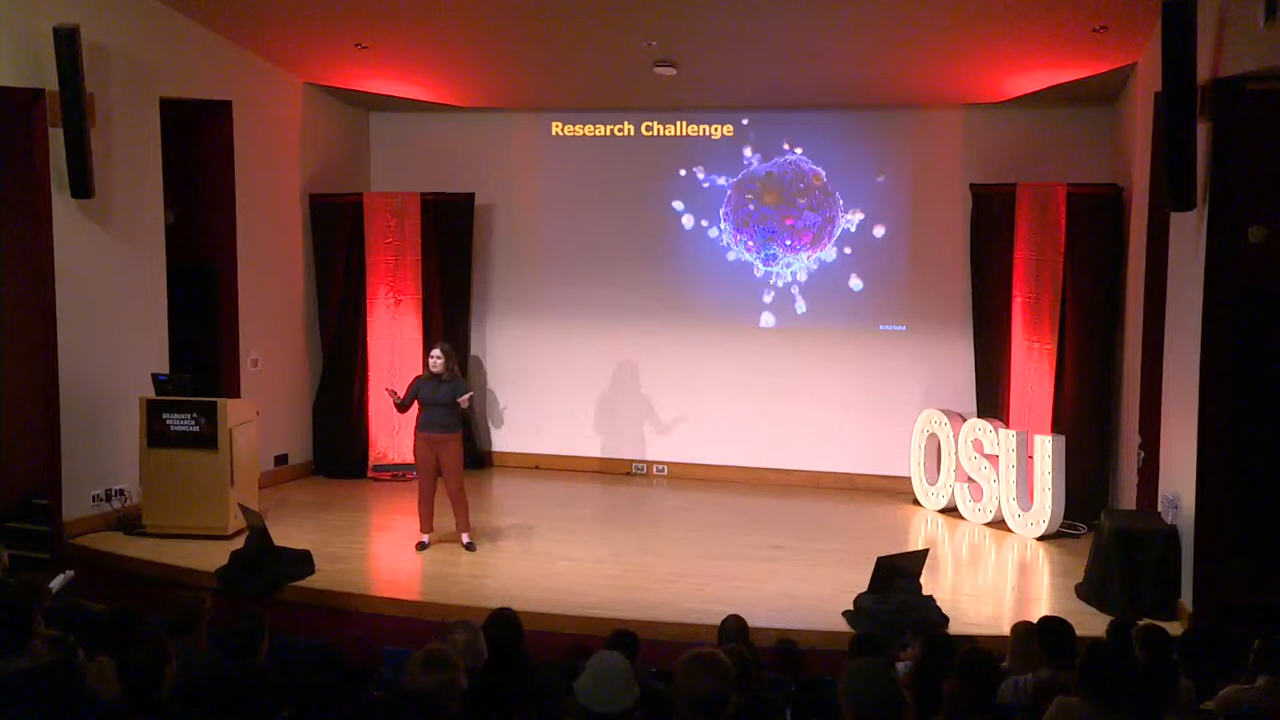 Research Challenge
GRADUATE
RESEARCH
SHOWCASE
OSU